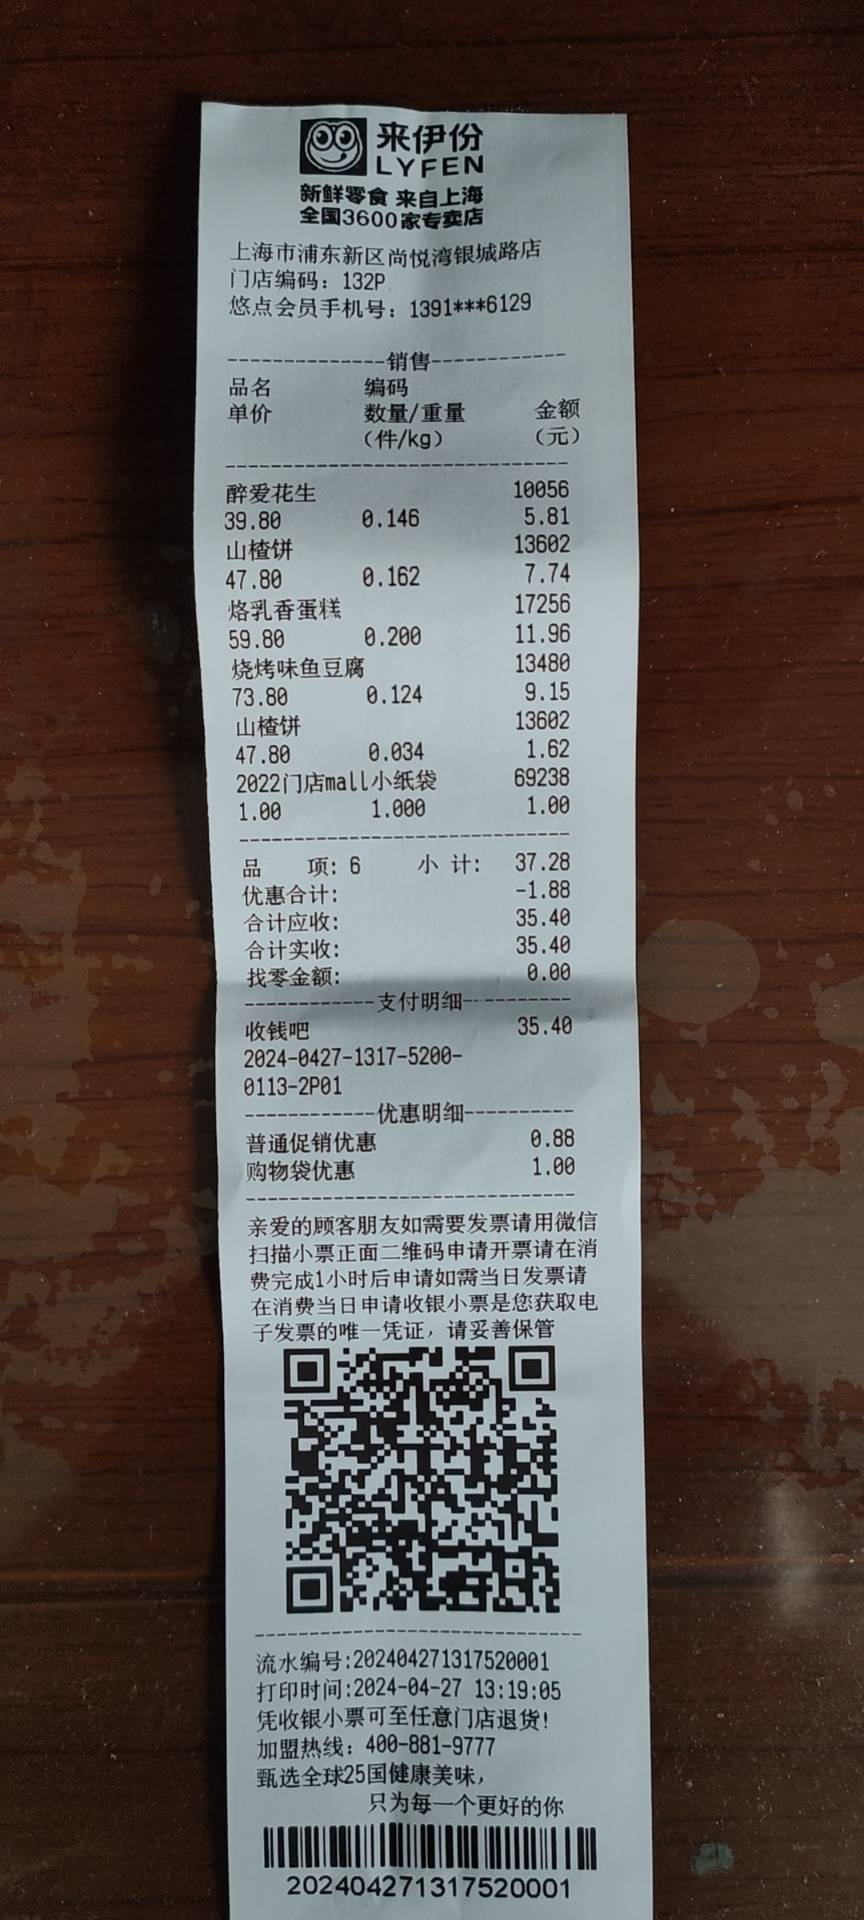 来伊份
LYFEN
新鲜零食 来自上海
全国3600家专卖店
上海市浦东新区尚悦湾银城路店
门店编码：132P
悠点会员手机号：1391***6129
--------------销售------------
品名 编码
单价 数量/重量 金额
（件/kg） （元）
------------------------------
醉爱花生 10056
39.80 0.146 5.81
山楂饼 13602
47.80 0.162 7.74
烙乳香蛋糕 17256
59.80 0.200 11.96
烧烤味鱼豆腐 13480
73.80 0.124 9.15
山楂饼 13602
47.80 0.034 1.62
2022门店mall小纸袋 69238
1.00 1.000 1.00
------------------------------
品 项: 6 小 计: 37.28
优惠合计: -1.88
合计应收: 35.40
合计实收: 35.40
找零金额: 0.00
------------支付明细----------
收钱吧 35.40
2024-0427-1317-5200-
0113-2P01
------------优惠明细----------
普通促销优惠 0.88
购物袋优惠 1.00
------------------------------
亲爱的顾客朋友如需要发票请用微信
扫描小票正面二维码申请开票请在消
费完成1小时后申请如需当日发票请
在消费当日申请收银小票是您获取电
子发票的唯一凭证，请妥善保管
------------------------------
流水编号:202404271317520001
打印时间:2024-04-27 13:19:05
凭收银小票可至任意门店退货!
加盟热线：400-881-9777
甄选全球25国健康美味，
只为每一个更好的你
202404271317520001